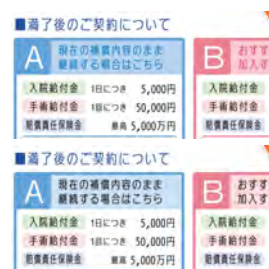 ■満了後のご契約について
A 現在の補償内容のまま
継続する場合はこちら
B おすす
加入す
入院給付金 1日につき 5,000円
手術給付金 1回につき 50,000円
賠償責任保険金 最高 5,000万円
入院給付金
手術給付金
賠償責任保険金
■満了後のご契約について
A 現在の補償内容のまま
継続する場合はこちら
B おすす
加入す
入院給付金 1日につき 5,000円
手術給付金 1回につき 50,000円
賠償責任保険金 最高 5,000万円
入院給付金
手術給付金
賠償責任保険金